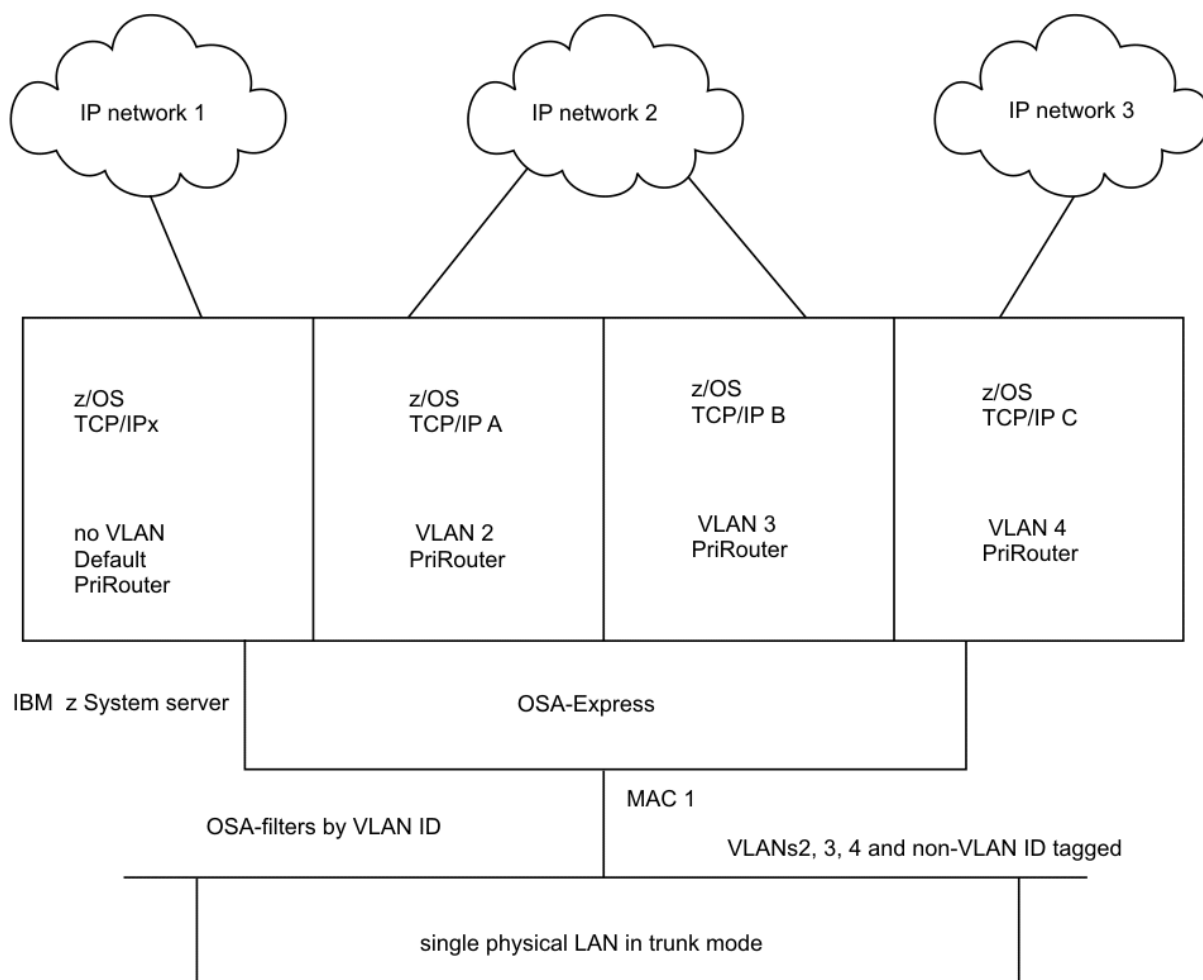 IP network 1
IP network 2
IP network 3
z/OS
TCP/IPx
no VLAN
Default
PriRouter
z/OS
TCP/IP A
VLAN 2
PriRouter
z/OS
TCP/IP B
VLAN 3
PriRouter
z/OS
TCP/IP C
VLAN 4
PriRouter
IBM z System server
OSA-Express
MAC 1
OSA-filters by VLAN ID
VLANs2, 3, 4 and non-VLAN ID tagged
single physical LAN in trunk mode